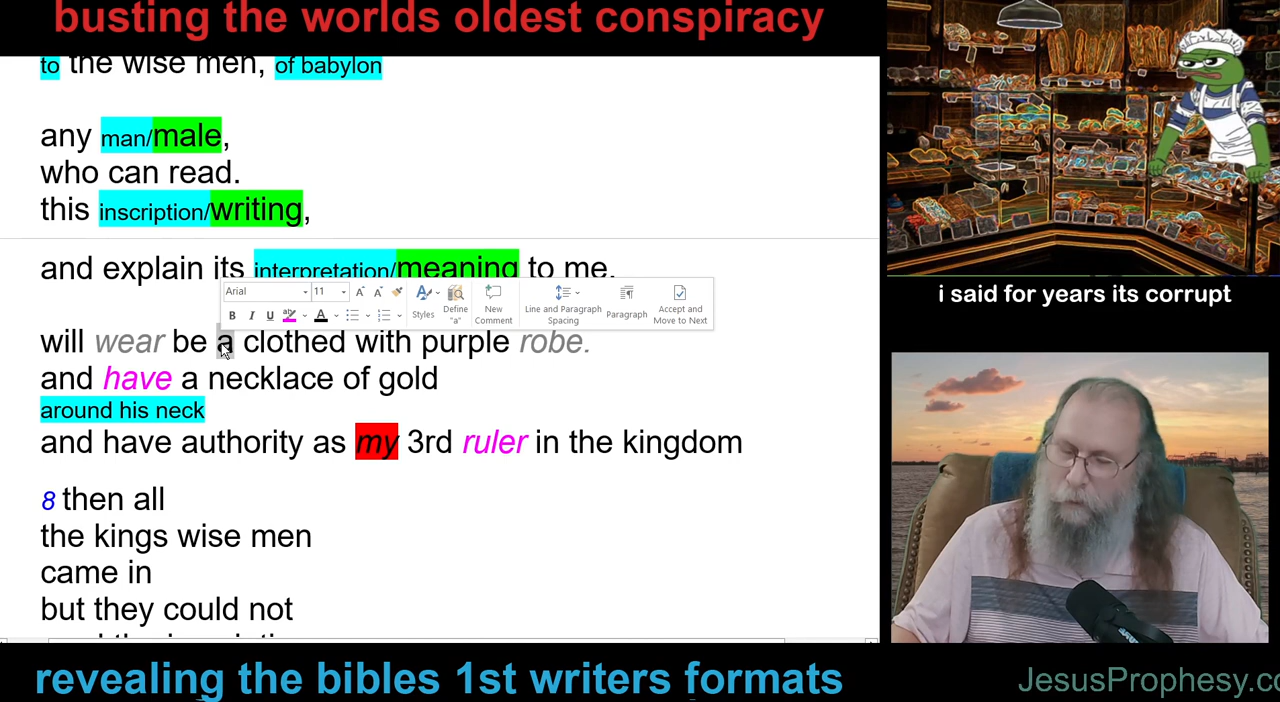 busting the worlds oldest conspiracy
to the wise men, of babylon
any man/male,
who can read.
this inscription/writing,
and explain its interpretation/meaning to me.
Arial 11
B I U
Styles
Define "a"
New Comment
Line and Paragraph Spacing
Paragraph
Accept and Move to Next
will wear be a clothed with purple robe.
and have a necklace of gold
around his neck
and have authority as my 3rd ruler in the kingdom
8 then all
the kings wise men
came in
but they could not
i said for years its corrupt
revealing the bibles 1st writers formats
JesusProphesy.co